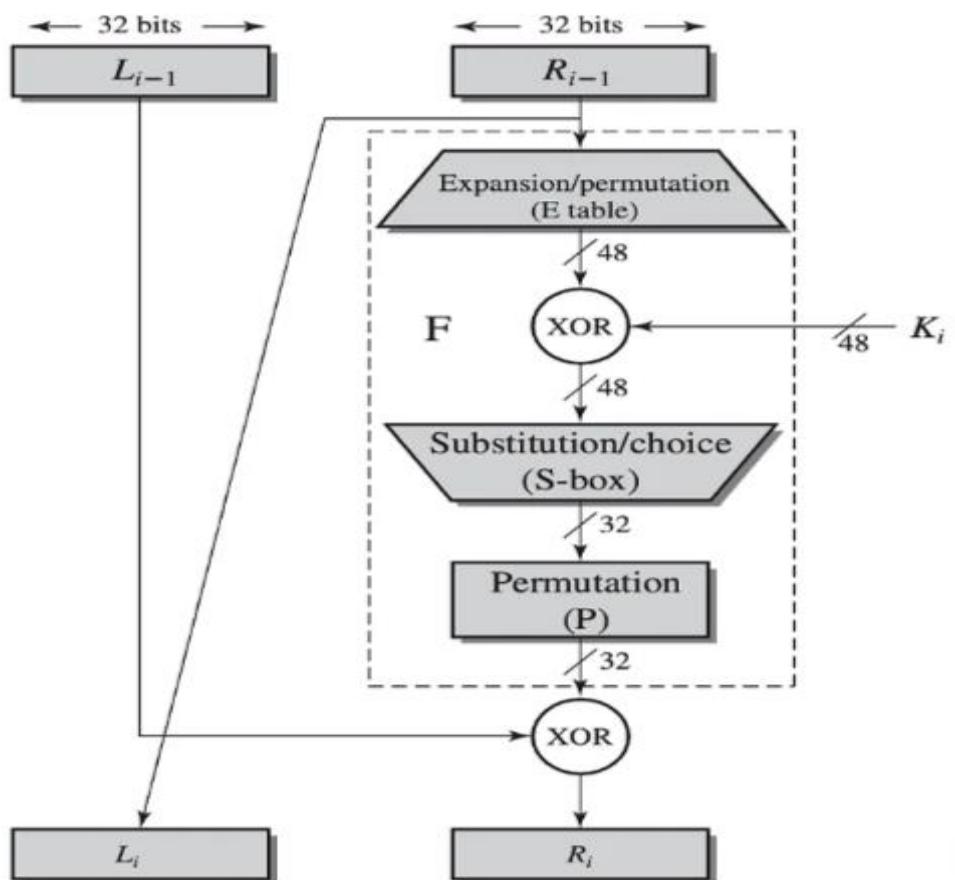 32 bits
32 bits
L_{i-1}
R_{i-1}
Expansion/permutation
(E table)
48
F
XOR
48
K_i
48
Substitution/choice
(S-box)
32
Permutation
(P)
32
XOR
L_i
R_i